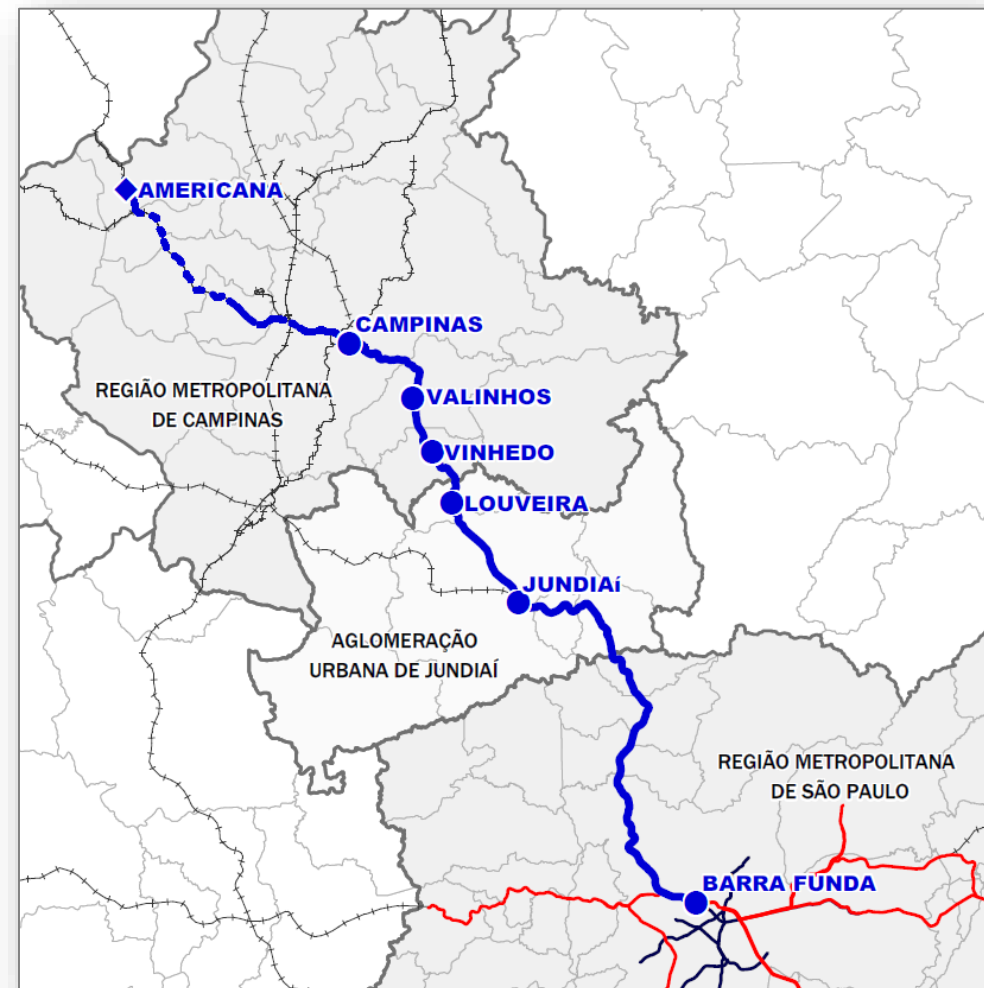 AMERICANA
CAMPINAS
REGIÃO METROPOLITANA
DE CAMPINAS
VALINHOS
VINHEDO
LOUVEIRA
JUNDIAí
AGLOMERAÇÃO
URBANA DE JUNDIAÍ
REGIÃO METROPOLITANA
DE SÃO PAULO
BARRA FUNDA